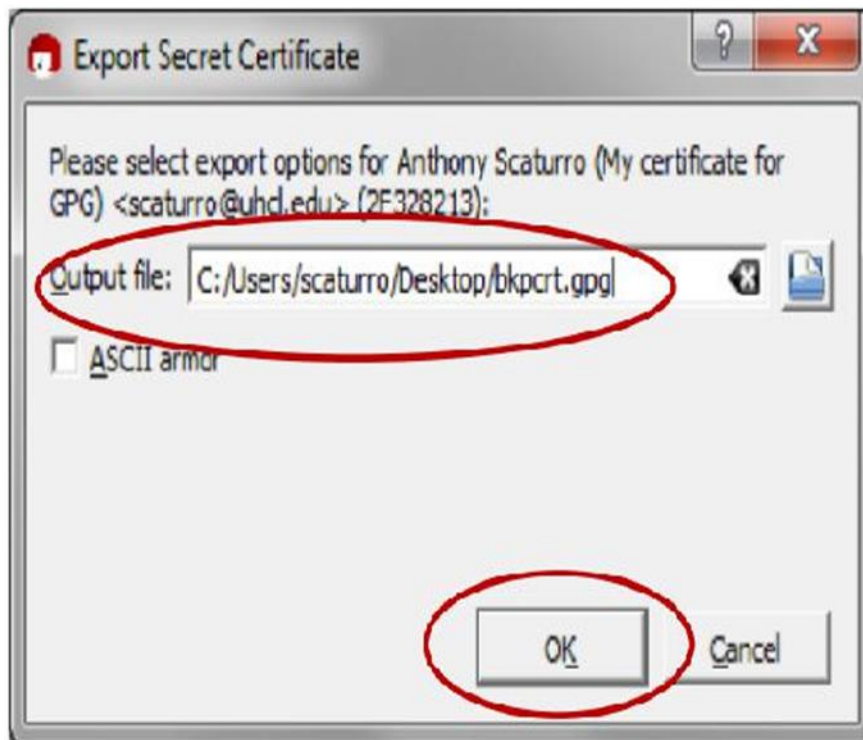 Export Secret Certificate
Please select export options for Anthony Scaturro (My certificate for
GPG) <scaturro@uhcl.edu> (2F328213):
Output file: C:/Users/scaturro/Desktop/bkpcrt.gpg
ASCII armor
OK Cancel